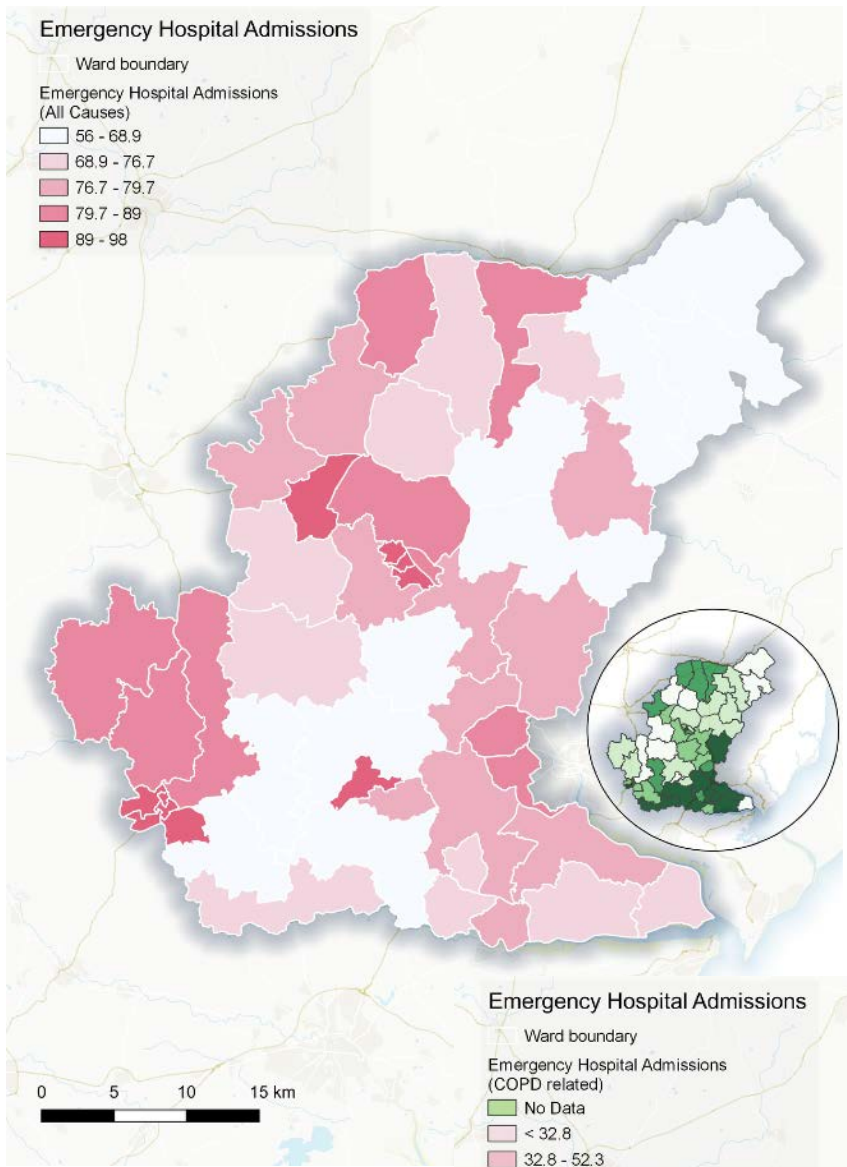 Emergency Hospital Admissions
Ward boundary
Emergency Hospital Admissions
(All Causes)
56 - 68.9
68.9 - 76.7
76.7 - 79.7
79.7 - 89
89 - 98
Emergency Hospital Admissions
Ward boundary
Emergency Hospital Admissions
(COPD related)
No Data
< 32.8
32.8 - 52.3
0 5 10 15 km